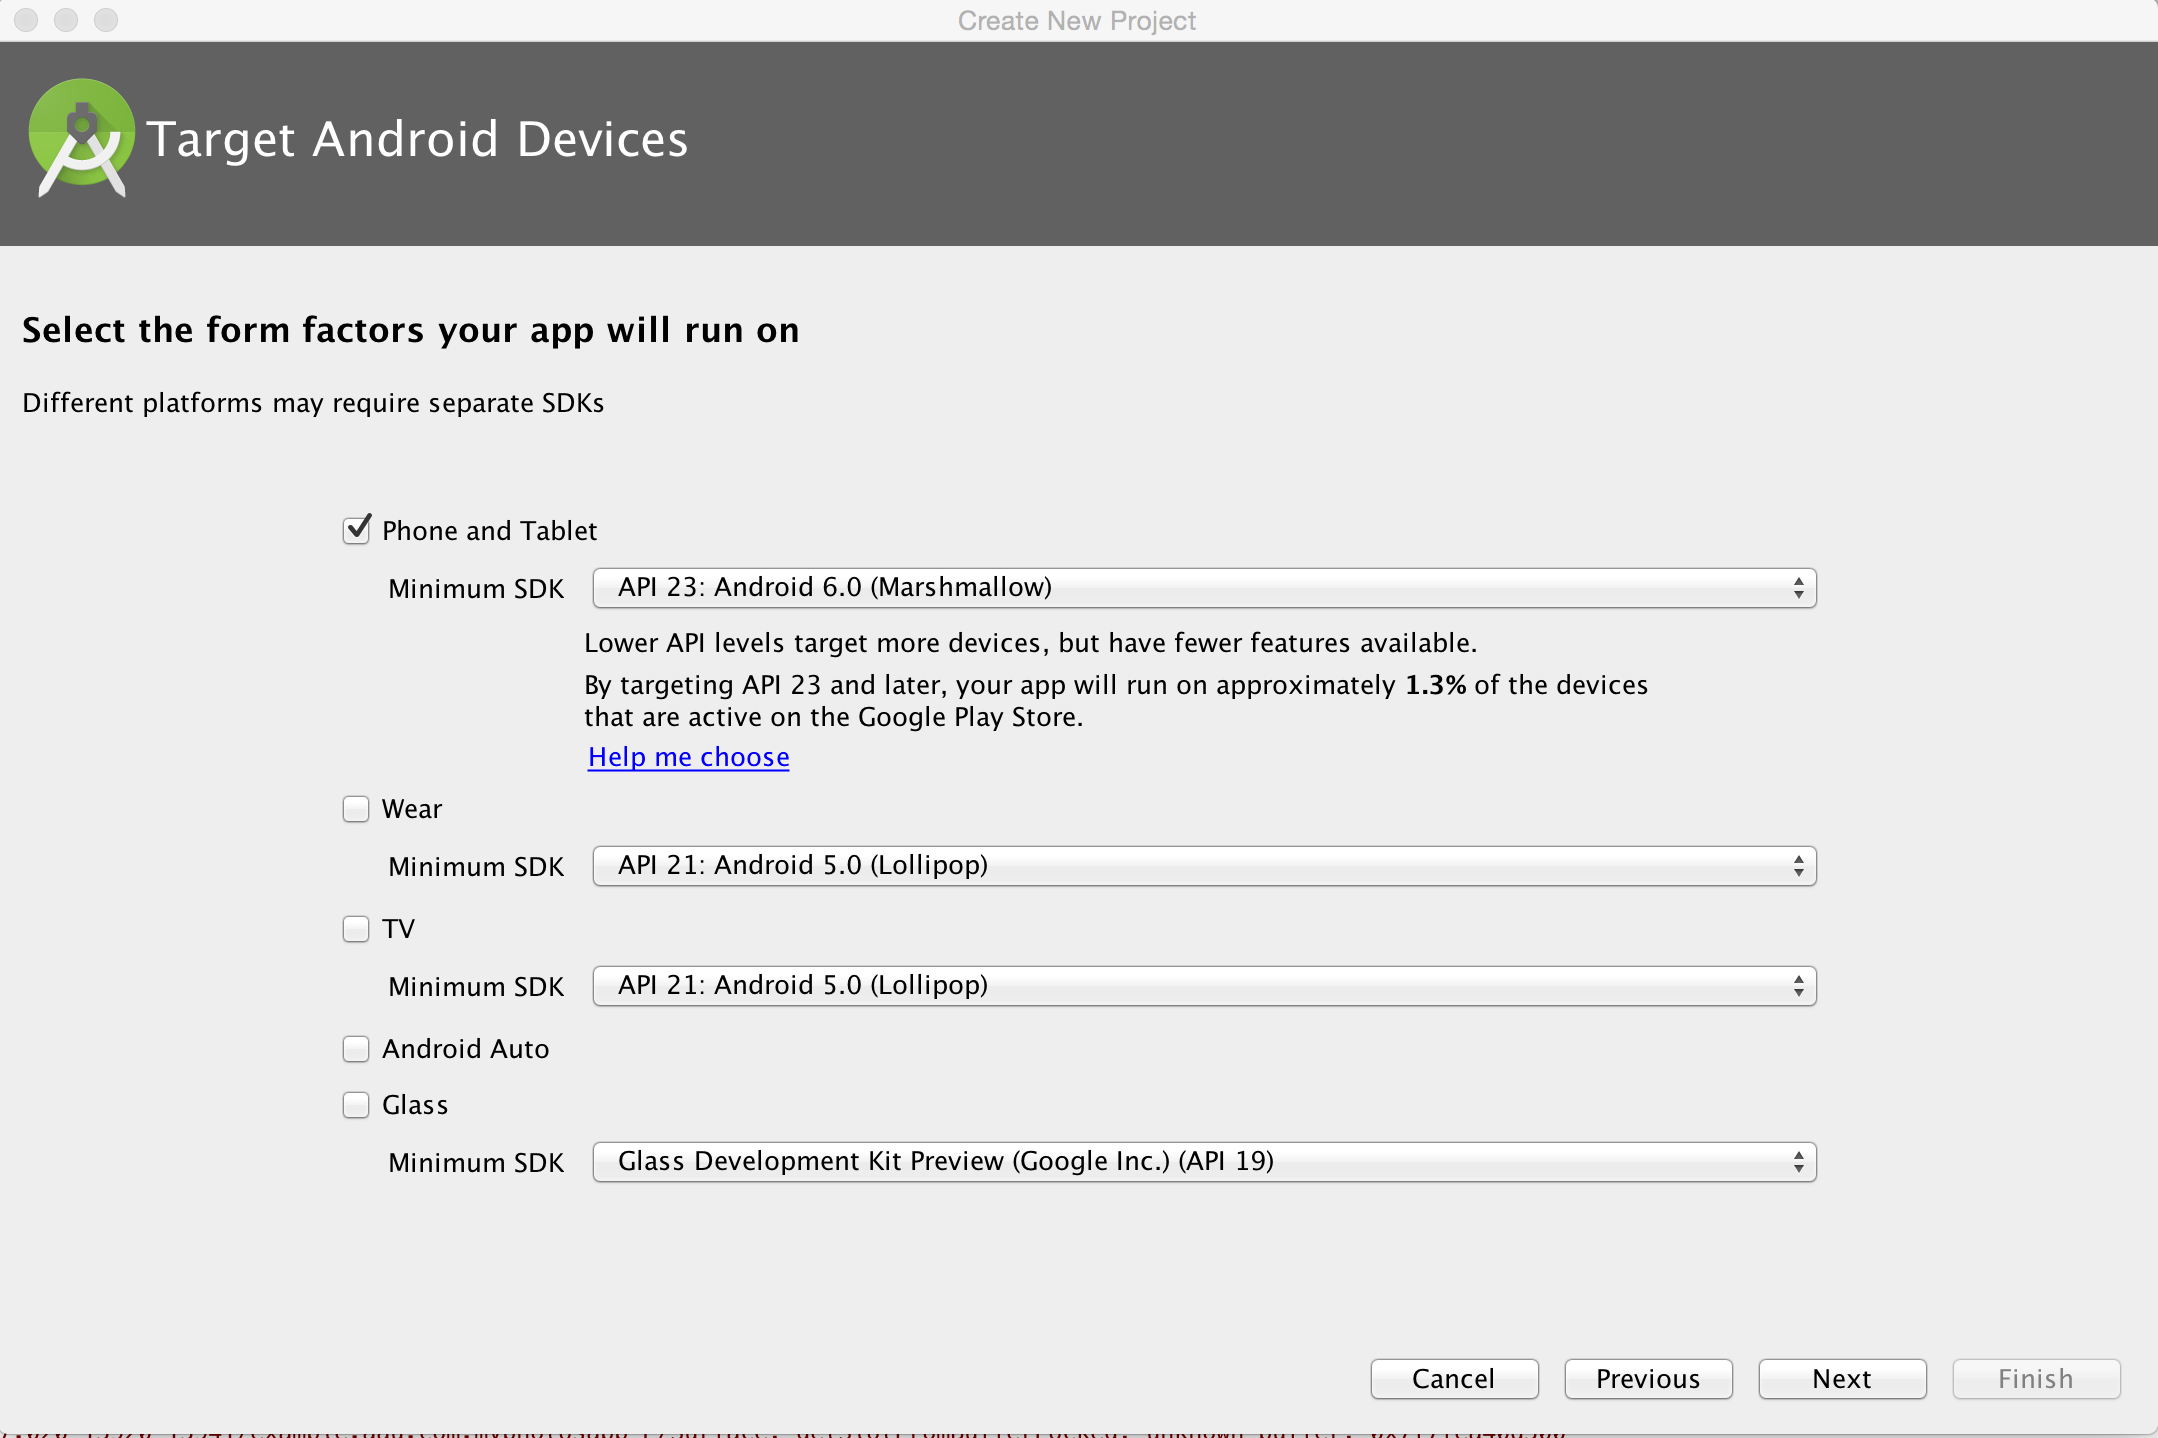 Create New Project
Target Android Devices
Select the form factors your app will run on
Different platforms may require separate SDKs
Phone and Tablet
Minimum SDK API 23: Android 6.0 (Marshmallow)
Lower API levels target more devices, but have fewer features available.
By targeting API 23 and later, your app will run on approximately 1.3% of the devices
that are active on the Google Play Store.
Help me choose
Wear
Minimum SDK API 21: Android 5.0 (Lollipop)
TV
Minimum SDK API 21: Android 5.0 (Lollipop)
Android Auto
Glass
Minimum SDK Glass Development Kit Preview (Google Inc.) (API 19)
Cancel Previous Next Finish